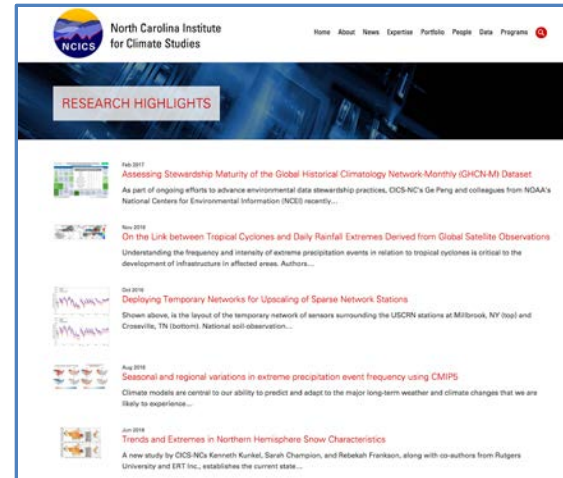 NCICS
North Carolina Institute
for Climate Studies
Home About News Expertise Portfolio People Data Programs
RESEARCH HIGHLIGHTS
Feb 2017
Assessing Stewardship Maturity of the Global Historical Climatology Network-Monthly (GHCN-M) Dataset
As part of ongoing efforts to advance environmental data stewardship practices, CICS-NC's Ge Peng and colleagues from NOAA's
National Centers for Environmental Information (NCEI) recently...
Nov 2016
On the Link between Tropical Cyclones and Daily Rainfall Extremes Derived from Global Satellite Observations
Understanding the frequency and intensity of extreme precipitation events in relation to tropical cyclones is critical to the
development of infrastructure in affected areas. Authors...
Oct 2016
Deploying Temporary Networks for Upscaling of Sparse Network Stations
Shown above, is the layout of the temporary network of sensors surrounding the USCRN stations at Millbrook, NY (top) and
Crossville, TN (bottom). National soil-observation...
Aug 2016
Seasonal and regional variations in extreme precipitation event frequency using CMIP5
Climate models are central to our ability to predict and adapt to the major long-term weather and climate changes that we are
likely to experience...
Jun 2016
Trends and Extremes in Northern Hemisphere Snow Characteristics
A new study by CICS-NCs Kenneth Kunkel, Sarah Champion, and Rebekah Frankson, along with co-authors from Rutgers
University and ERT Inc., establishes the current state...